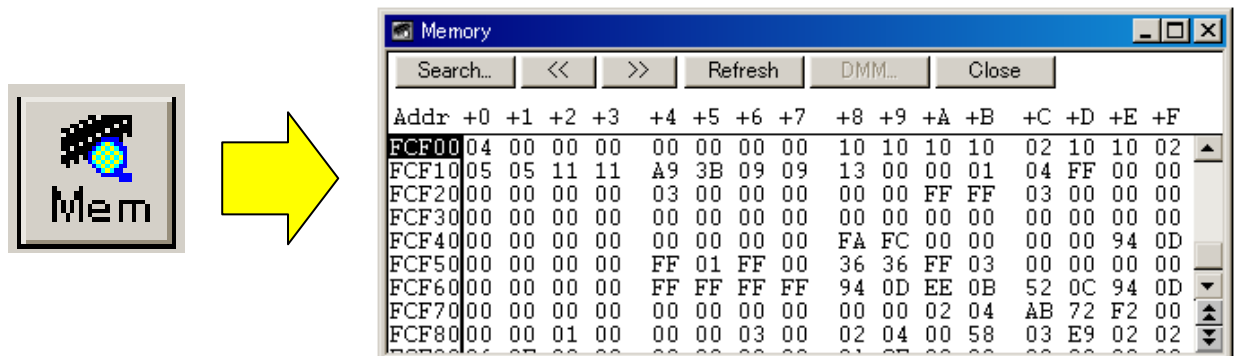 Mem
Memory
Search... << >> Refresh DMM... Close
Addr +0 +1 +2 +3 +4 +5 +6 +7 +8 +9 +A +B +C +D +E +F
FCF00 04 00 00 00 00 00 00 00 10 10 10 10 02 10 10 02
FCF10 05 05 11 11 A9 3B 09 09 13 00 00 01 04 FF 00 00
FCF20 00 00 00 00 03 00 00 00 00 00 FF FF 03 00 00 00
FCF30 00 00 00 00 00 00 00 00 00 00 00 00 00 00 00 00
FCF40 00 00 00 00 00 00 00 00 FA FC 00 00 00 00 94 0D
FCF50 00 00 00 00 FF 01 FF 00 36 36 FF 03 00 00 00 00
FCF60 00 00 00 00 FF FF FF FF 94 0D EE 0B 52 0C 94 0D
FCF70 00 00 00 00 00 00 00 00 00 00 02 04 AB 72 F2 00
FCF80 00 00 01 00 00 00 03 00 02 04 00 58 03 E9 02 02